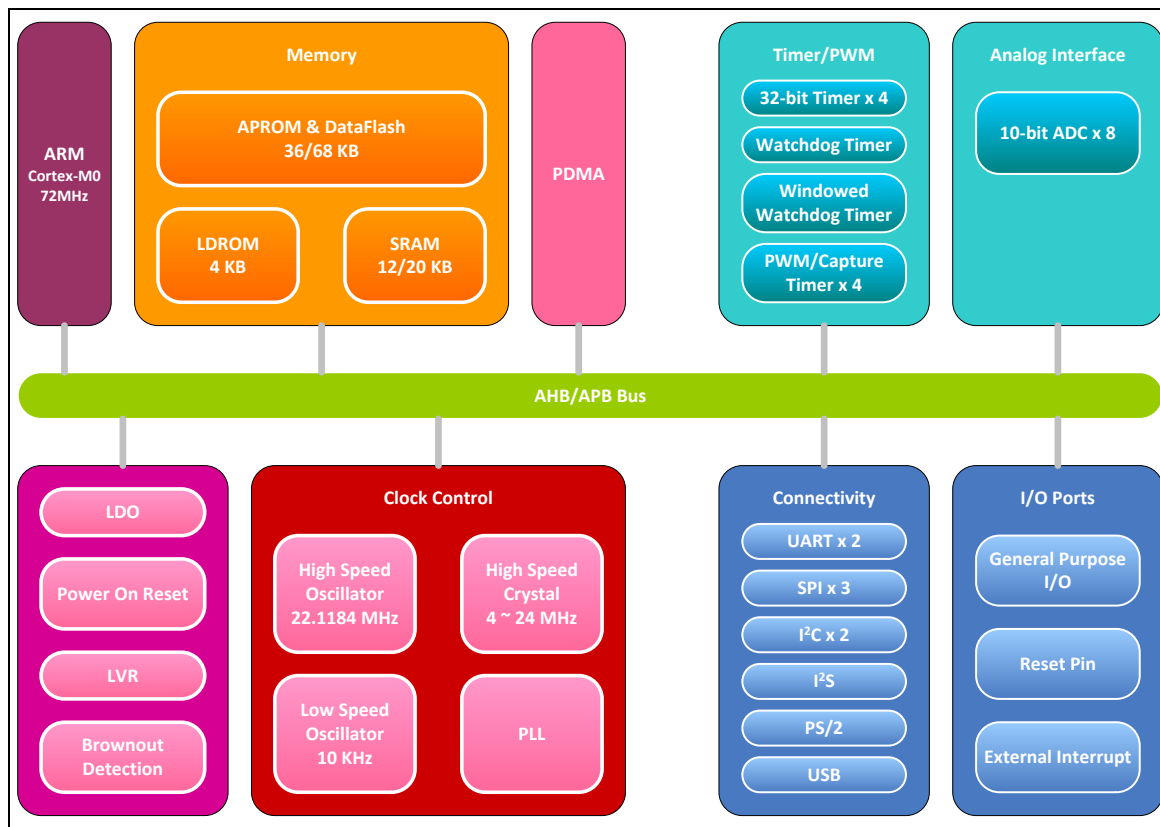 ARM
Cortex-M0
72MHz
Memory
APROM & DataFlash
36/68 KB
LDROM
4 KB
SRAM
12/20 KB
PDMA
Timer/PWM
32-bit Timer x 4
Watchdog Timer
Windowed
Watchdog Timer
PWM/Capture
Timer x 4
Analog Interface
10-bit ADC x 8
AHB/APB Bus
LDO
Power On Reset
LVR
Brownout
Detection
Clock Control
High Speed
Oscillator
22.1184 MHz
High Speed
Crystal
4 ~ 24 MHz
Low Speed
Oscillator
10 KHz
PLL
Connectivity
UART x 2
SPI x 3
I²C x 2
I²S
PS/2
USB
I/O Ports
General Purpose
I/O
Reset Pin
External Interrupt